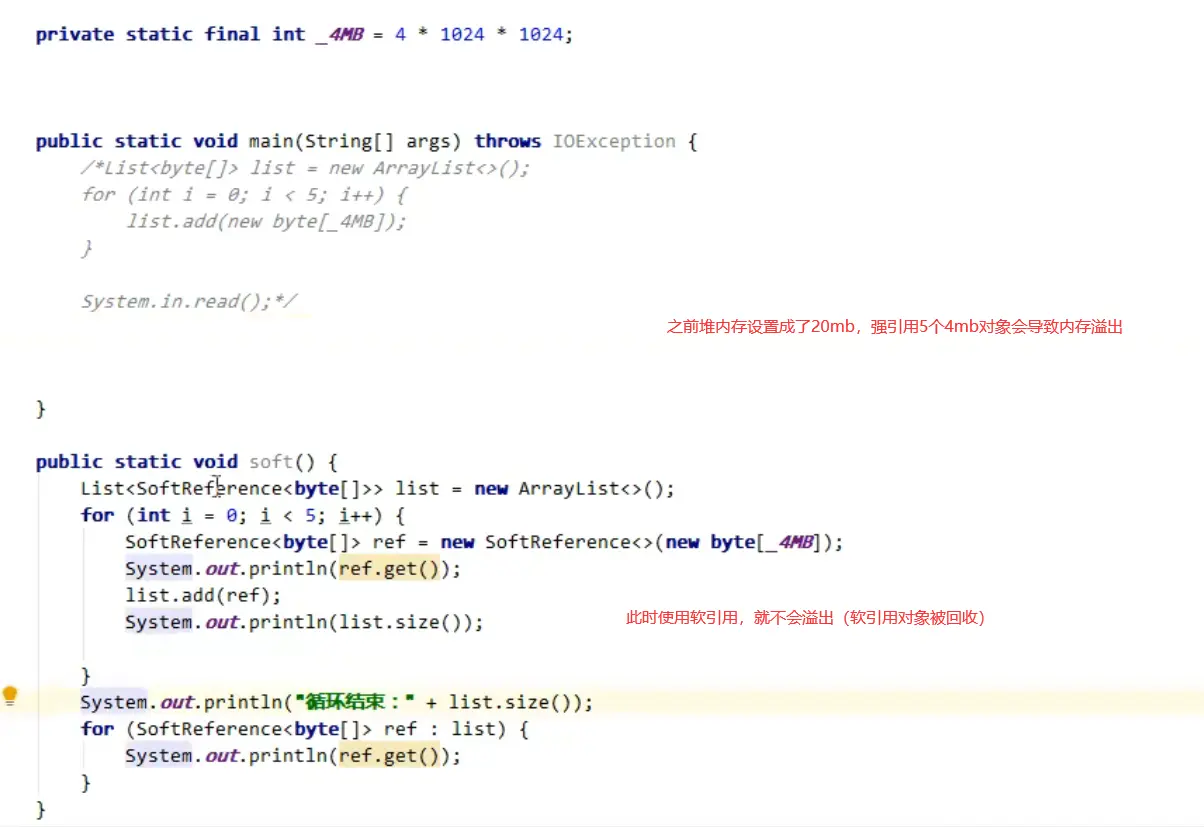 private static final int _4MB = 4 * 1024 * 1024;
public static void main(String[] args) throws IOException {
/*List<byte[]> list = new ArrayList<>();
for (int i = 0; i < 5; i++) {
list.add(new byte[_4MB]);
}
System.in.read();*/
之前堆内存设置成了20mb，强引用5个4mb对象会导致内存溢出
}
public static void soft() {
List<SoftReference<byte[]>> list = new ArrayList<>();
for (int i = 0; i < 5; i++) {
SoftReference<byte[]> ref = new SoftReference<>(new byte[_4MB]);
System.out.println(ref.get());
list.add(ref);
System.out.println(list.size());
此时使用软引用，就不会溢出（软引用对象被回收）
}
System.out.println("循环结束：" + list.size());
for (SoftReference<byte[]> ref : list) {
System.out.println(ref.get());
}
}